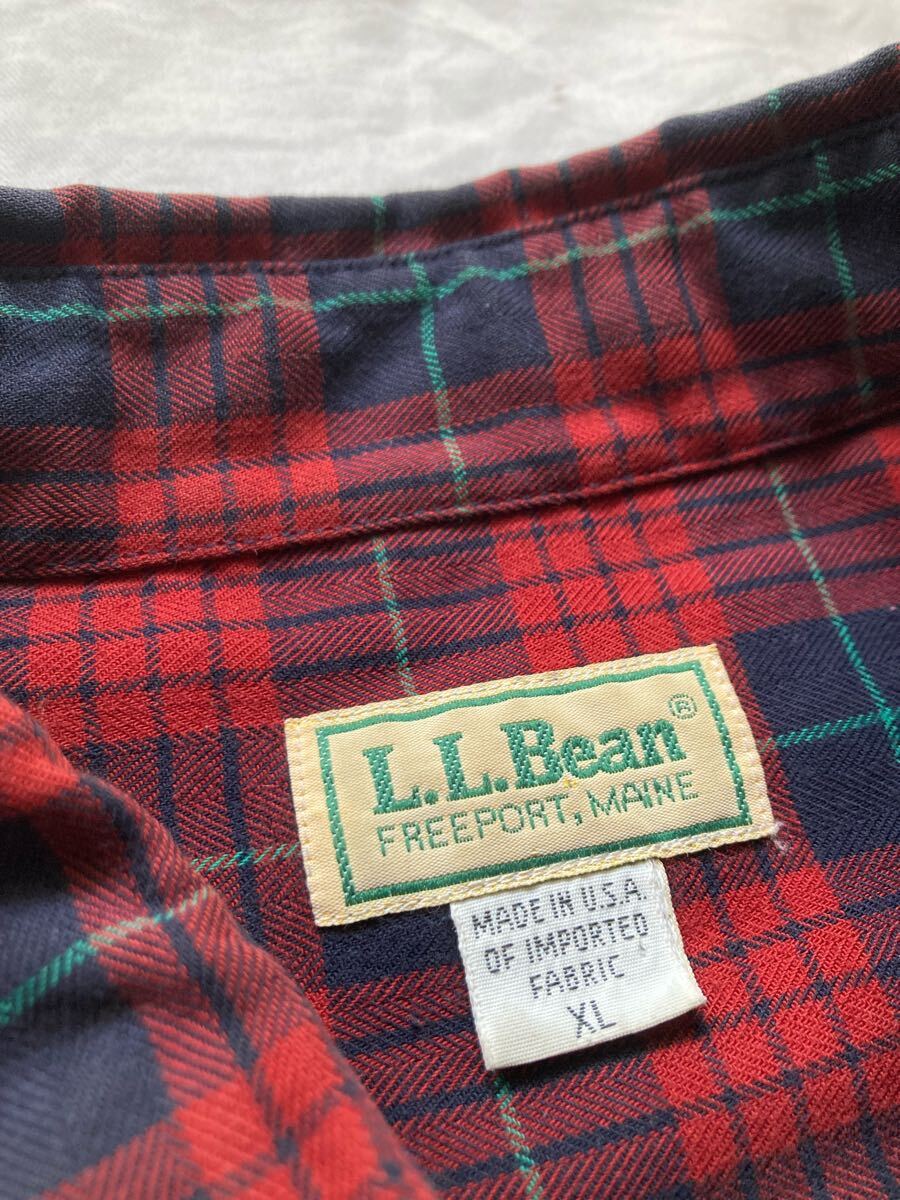 L.L.Bean®
FREEPORT, MAINE
MADE IN U.S.A.
OF IMPORTED
FABRIC
XL